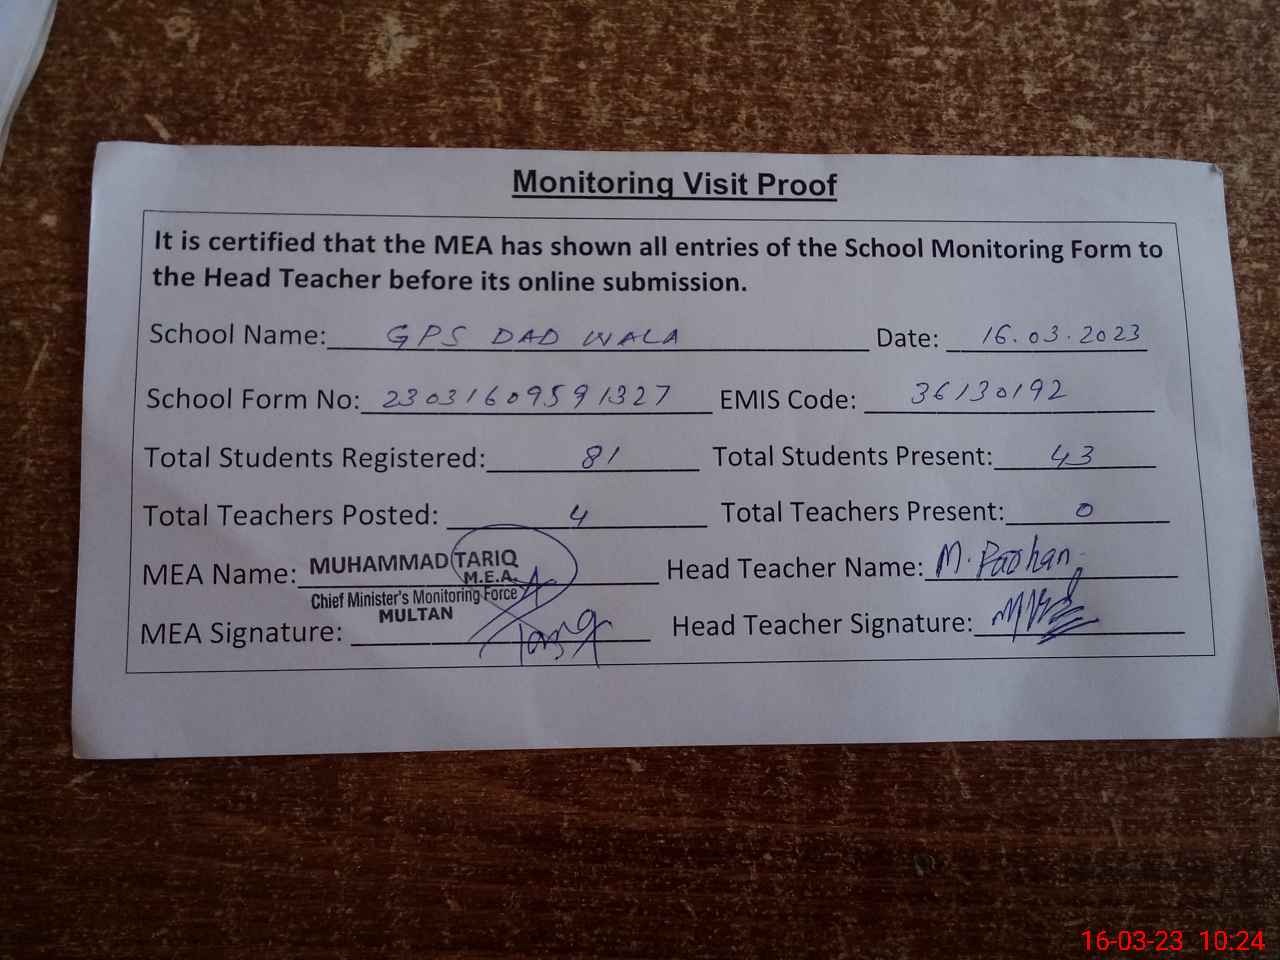 Monitoring Visit Proof
It is certified that the MEA has shown all entries of the School Monitoring Form to
the Head Teacher before its online submission.
School Name: GPS DAD WALA Date: 16.03.2023
School Form No: 23031609591327 EMIS Code: 36130192
Total Students Registered: 81 Total Students Present: 43
Total Teachers Posted: 4 Total Teachers Present: 0
MEA Name: MUHAMMAD TARIQ Head Teacher Name: M.
M.E.A.
Chief Minister's Monitoring Force
MULTAN
MEA Signature: Tariq Head Teacher Signature:
16-03-23 10:24